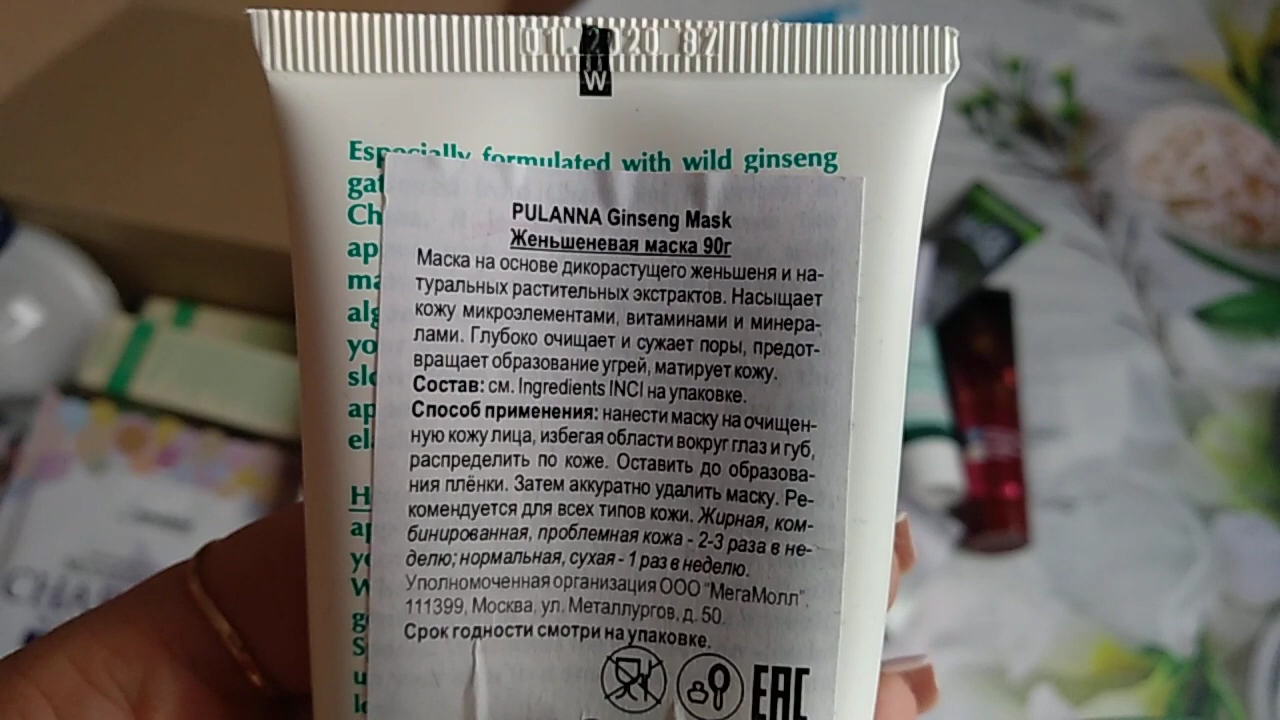 01.2020 87
W
Especially formulated with wild ginseng
PULANNA Ginseng Mask
Женьшеневая маска 90г
Маска на основе дикорастущего женьшеня и на-
туральных растительных экстрактов. Насыщает
кожу микроэлементами, витаминами и минера-
лами. Глубоко очищает и сужает поры, предот-
вращает образование угрей, матирует кожу.
Состав: см. Ingredients INCI на упаковке.
Способ применения: нанести маску на очищен-
ную кожу лица, избегая области вокруг глаз и губ,
распределить по коже. Оставить до образова-
ния плёнки. Затем аккуратно удалить маску. Ре-
комендуется для всех типов кожи. Жирная, ком-
бинированная, проблемная кожа - 2-3 раза в не-
делю; нормальная, сухая - 1 раз в неделю.
Уполномоченная организация ООО "МегаМолл",
111399, Москва, ул. Металлургов, д. 50.
Срок годности смотри на упаковке.
EAC